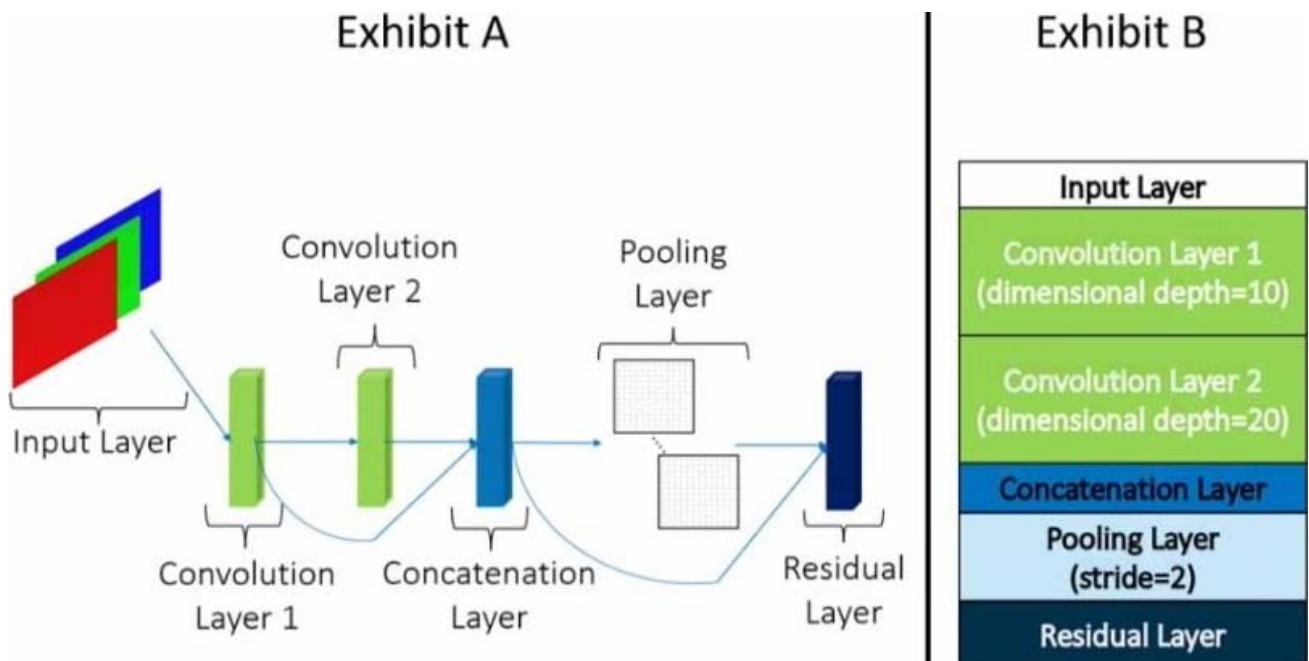 Exhibit A
Convolution
Layer 2
Pooling
Layer
Input Layer
Convolution
Layer 1
Concatenation
Layer
Residual
Layer
Exhibit B
Input Layer
Convolution Layer 1
(dimensional depth=10)
Convolution Layer 2
(dimensional depth=20)
Concatenation Layer
Pooling Layer
(stride=2)
Residual Layer